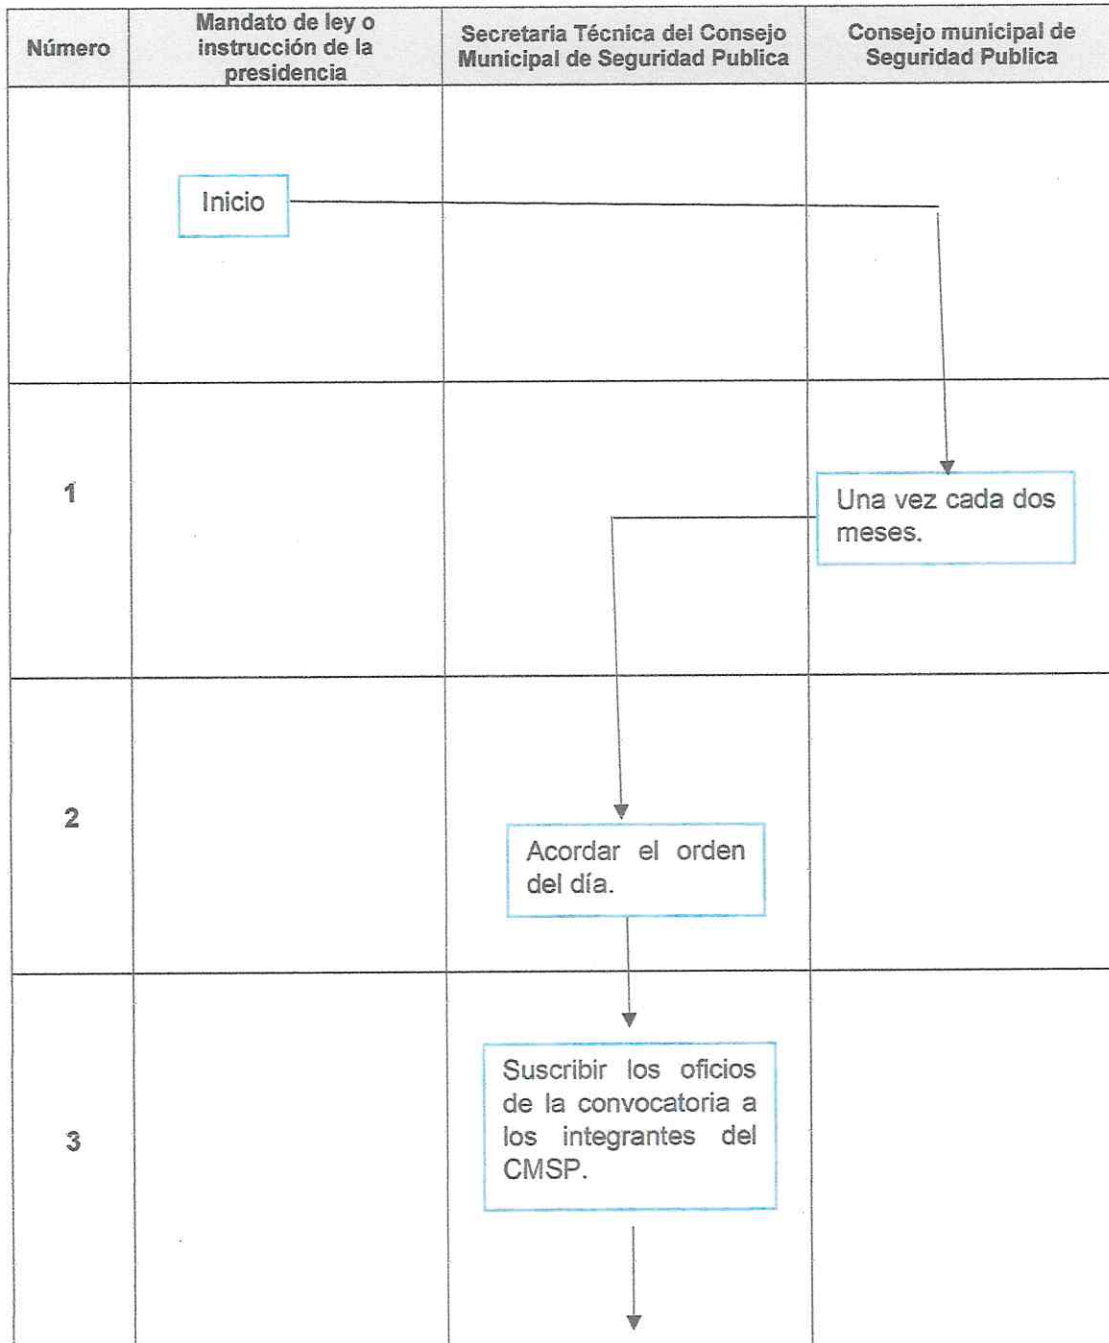 Número
Mandato de ley o
instrucción de la
presidencia
Secretaria Técnica del Consejo
Municipal de Seguridad Publica
Consejo municipal de
Seguridad Publica
Inicio
1
Una vez cada dos
meses.
2
Acordar el orden
del día.
3
Suscribir los oficios
de la convocatoria a
los integrantes del
CMSP.